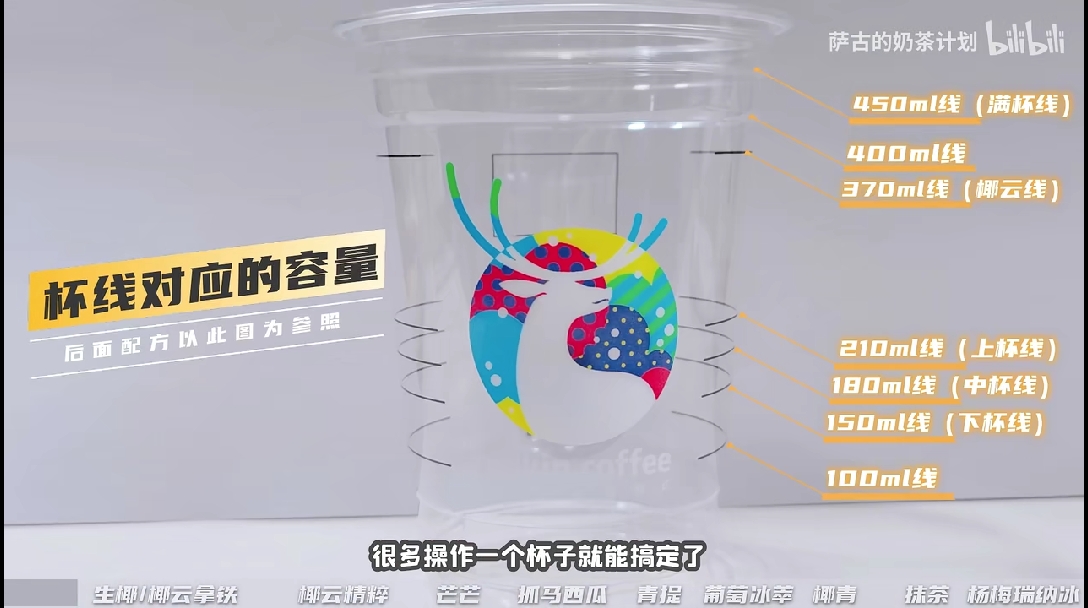 萨古的奶茶计划 bilibili
450ml线（满杯线）
400ml线
370ml线（椰云线）
杯线对应的容量
后面配方以此图为参照
210ml线（上杯线）
180ml线（中杯线）
150ml线（下杯线）
100ml线
coffee
很多操作一个杯子就能搞定了
生椰/椰云拿铁 椰云精粹 芒芒 抓马西瓜 青提 葡萄冰萃 椰青 抹茶 杨梅瑞纳冰